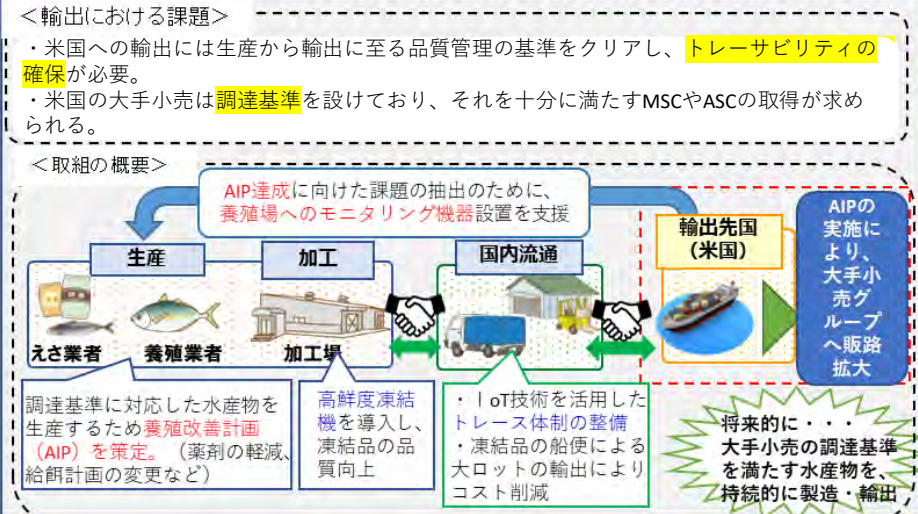 ＜輸出における課題＞
・米国への輸出には生産から輸出に至る品質管理の基準をクリアし、トレーサビリティの
確保が必要。
・米国の大手小売は調達基準を設けており、それを十分に満たすMSCやASCの取得が求め
られる。
＜取組の概要＞
AIP達成に向けた課題の抽出のために、
養殖場へのモニタリング機器設置を支援
生産
加工
国内流通
輸出先国
（米国）
AIPの
実施に
より、
大手小
売グ
ループ
へ販路
拡大
えさ業者
養殖業者
加工場
調達基準に対応した水産物を
生産するため養殖改善計画
（AIP）を策定。（薬剤の軽減、
給餌計画の変更など）
高鮮度凍結
機を導入し、
凍結品の品
質向上
・ＩoT技術を活用した
トレース体制の整備
・凍結品の船便による
大ロットの輸出により
コスト削減
将来的に・・・
大手小売の調達基準
を満たす水産物を、
持続的に製造・輸出